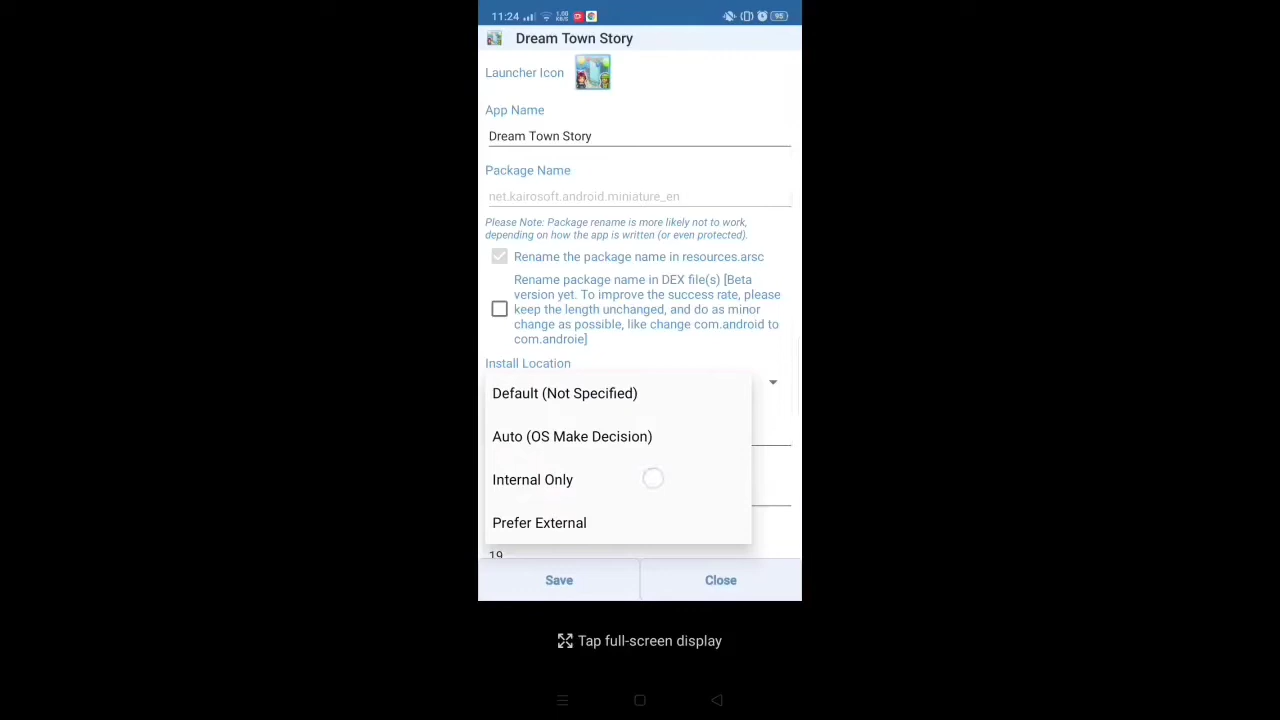 11:24
1.00
KB/S
95
Dream Town Story
Launcher Icon
App Name
Dream Town Story
Package Name
net.kairosoft.android.miniature_en
Please Note: Package rename is more likely not to work,
depending on how the app is written (or even protected).
Rename the package name in resources.arsc
Rename package name in DEX file(s) [Beta
version yet. To improve the success rate, please
keep the length unchanged, and do as minor
change as possible, like change com.android to
com.androie]
Install Location
Default (Not Specified)
Auto (OS Make Decision)
Internal Only
Prefer External
19
Save
Close
Tap full-screen display